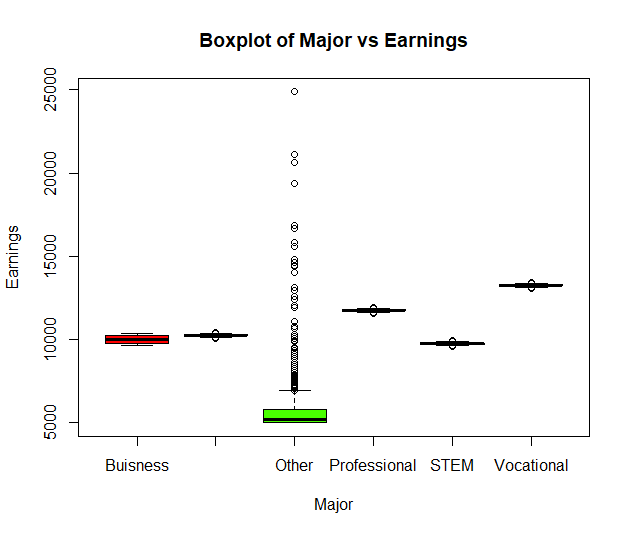 Boxplot of Major vs Earnings
Earnings
25000
20000
15000
10000
5000
Buisness Other Professional STEM Vocational
Major